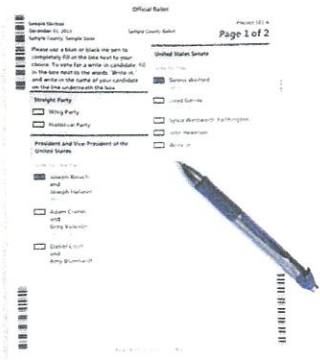 Official Ballot
Sample Election
December 31, 2013
Sample County, Sample State
Sample County Ballot
Precinct 101 A
Page 1 of 2
Please use a blue or black ink pen to
completely fill in the box next to your
choice. To vote for a write in candidate, fill
in the box next to the words, "Write in,"
and write in the name of your candidate
on the line underneath the box
Straight Party
Whig Party
Federalist Party
President and Vice-President of the
United States
Joseph
and
Joseph
Adam Cramer
and
Greg
Daniel Court
and
Amy Blumhardt
United States Senate
Dennis Weiford
Sylvia Wentworth Farthington
John Hewetson
Write in